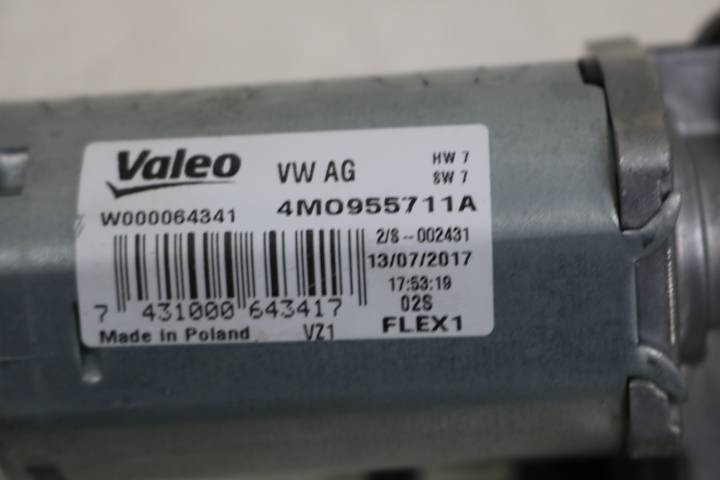 Valeo VW AG HW 7
SW 7
W000064341 4M0955711A
2/S--002431
13/07/2017
17:53:19
7 431000 643417 02S
Made in Poland VZ1 FLEX1